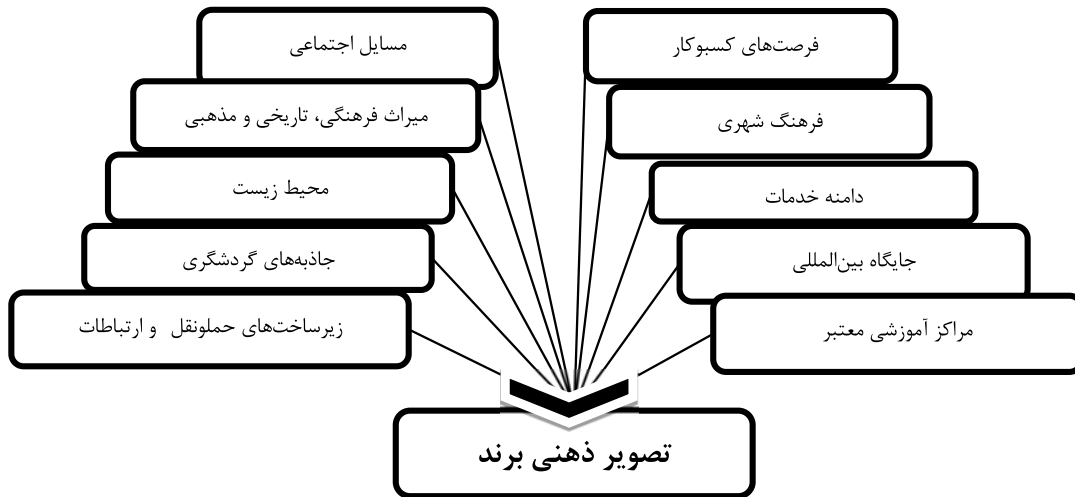 فرصت‌های کسبوکار
مسایل اجتماعی
فرهنگ شهری
میراث فرهنگی، تاریخی و مذهبی
دامنه خدمات
محیط زیست
جایگاه بین‌المللی
جاذبه‌های گردشگری
مراکز آموزشی معتبر
زیرساخت‌های حملونقل و ارتباطات
تصویر ذهنی برند